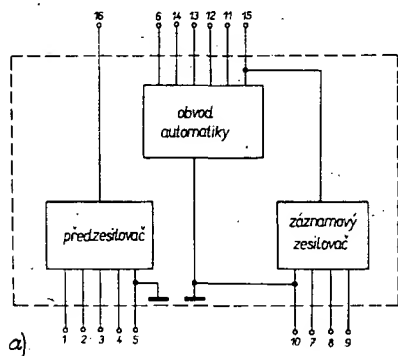 16 6 14 13 12 11 15
obvod
automatiky
předzesilovač
záznamový
zesilovač
1 2 3 4 5 10 7 8 9
a)